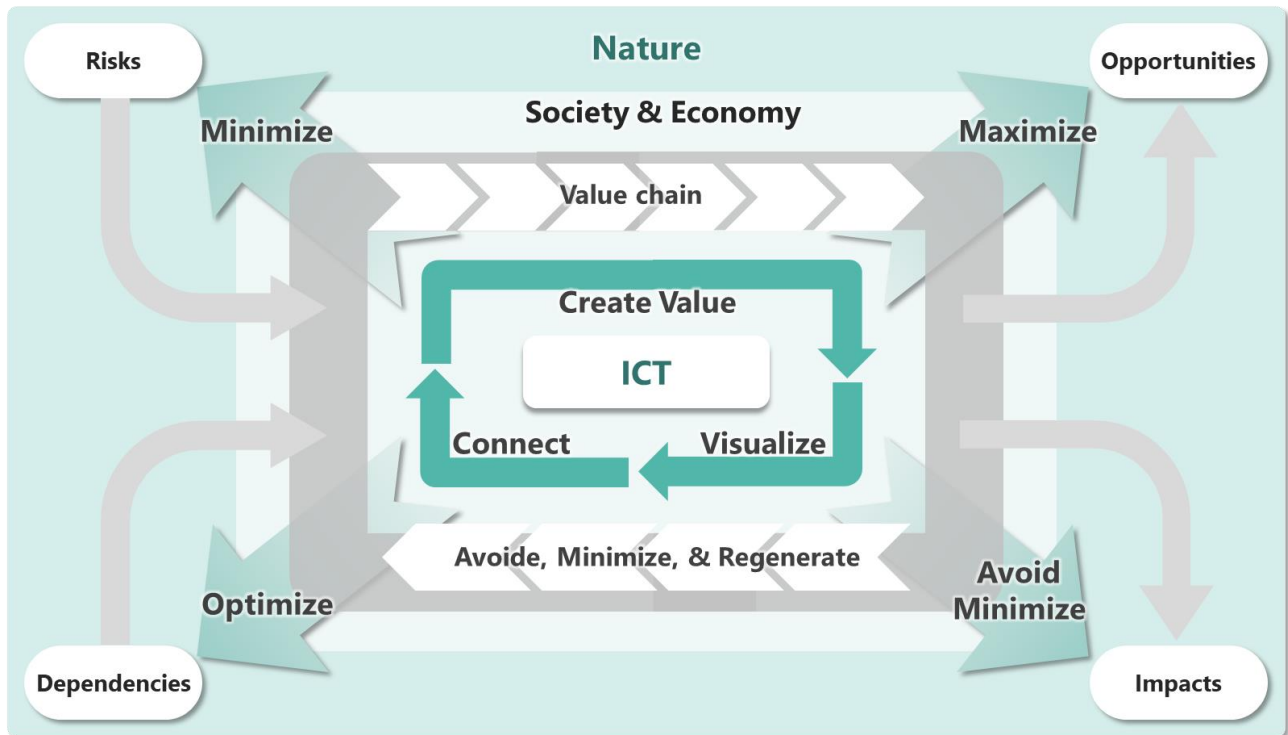 Nature
Risks
Opportunities
Society & Economy
Minimize
Maximize
Value chain
Create Value
ICT
Connect
Visualize
Avoide, Minimize, & Regenerate
Optimize
Avoid
Minimize
Dependencies
Impacts